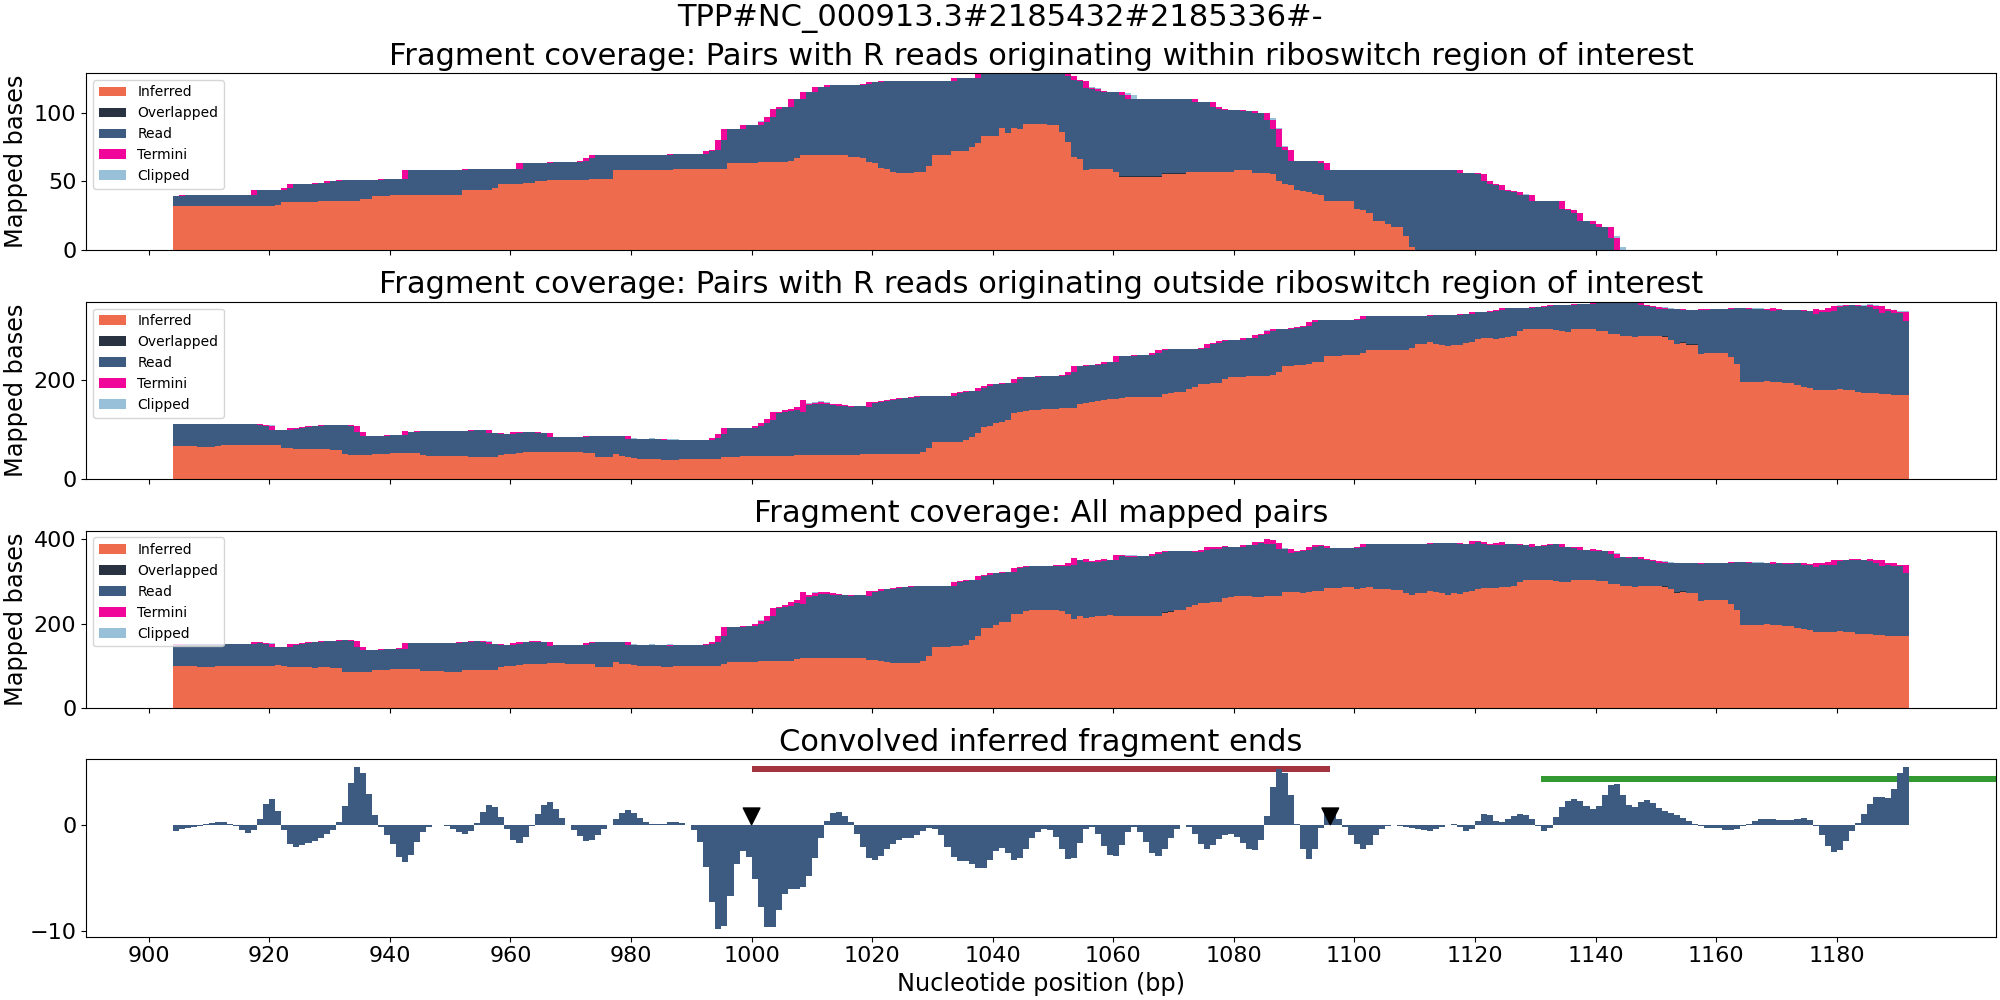 TPP#NC_000913.3#2185432#2185336#-
Fragment coverage: Pairs with R reads originating within riboswitch region of interest
Mapped bases
100
50
0
Inferred
Overlapped
Read
Termini
Clipped
Fragment coverage: Pairs with R reads originating outside riboswitch region of interest
Mapped bases
200
0
Inferred
Overlapped
Read
Termini
Clipped
Fragment coverage: All mapped pairs
Mapped bases
400
200
0
Inferred
Overlapped
Read
Termini
Clipped
Convolved inferred fragment ends
0
−10
900 920 940 960 980 1000 1020 1040 1060 1080 1100 1120 1140 1160 1180
Nucleotide position (bp)